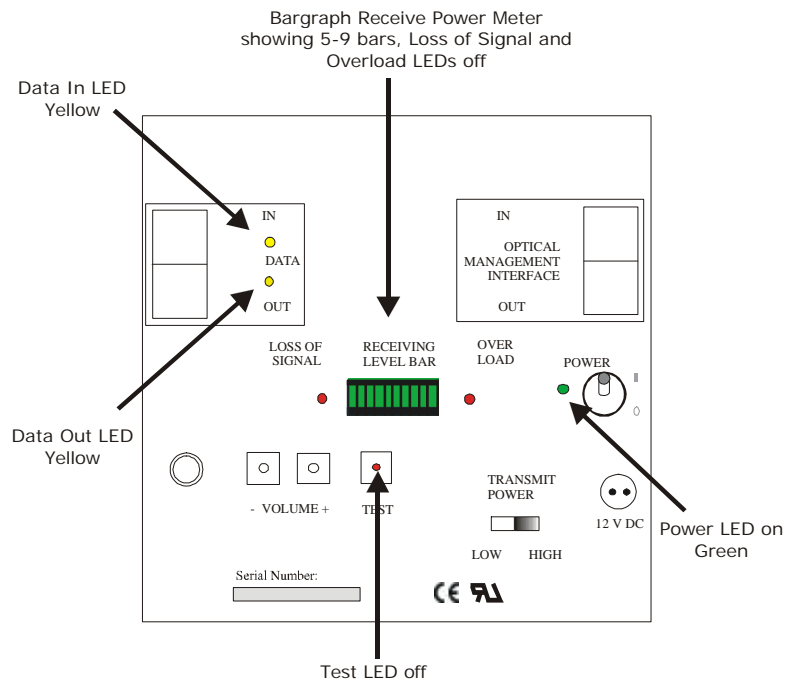 Bargraph Receive Power Meter
showing 5-9 bars, Loss of Signal and
Overload LEDs off
Data In LED
Yellow
IN
DATA
OUT
IN
OPTICAL
MANAGEMENT
INTERFACE
OUT
LOSS OF
SIGNAL
RECEIVING
LEVEL BAR
OVER
LOAD
POWER
I
O
Data Out LED
Yellow
- VOLUME +
TEST
TRANSMIT
POWER
LOW HIGH
12 V DC
Power LED on
Green
Serial Number:
CE RU
Test LED off